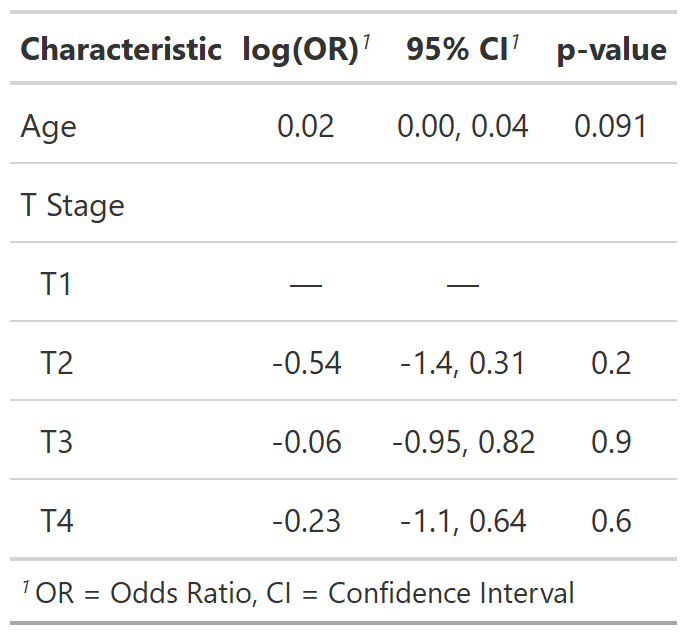 Characteristic log(OR)1 95% CI1 p-value
Age 0.02 0.00, 0.04 0.091
T Stage
T1 — —
T2 -0.54 -1.4, 0.31 0.2
T3 -0.06 -0.95, 0.82 0.9
T4 -0.23 -1.1, 0.64 0.6
1 OR = Odds Ratio, CI = Confidence Interval